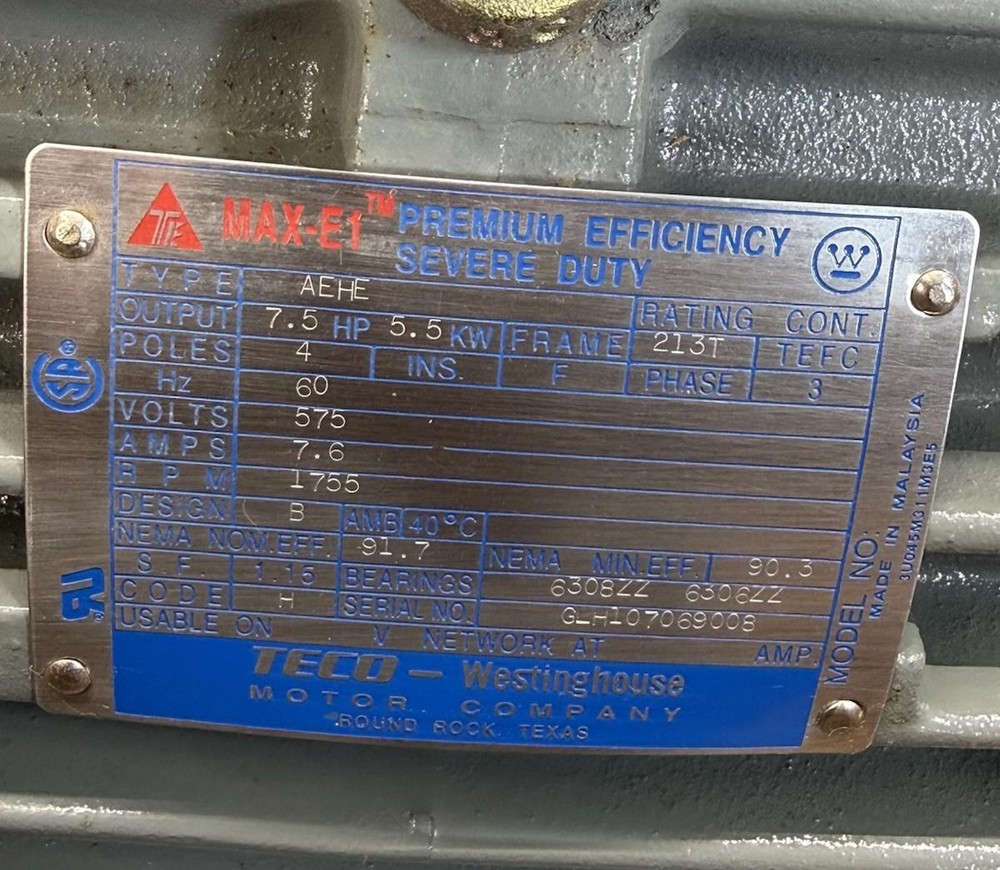 MAX-E1™ PREMIUM EFFICIENCY
SEVERE DUTY
TYPE AEHE RATING CONT.
OUTPUT 7.5 HP 5.5 KW FRAME 213T TEFC
POLES 4 INS. F PHASE 3
Hz 60
VOLTS 575
AMPS 7.6
RPM 1755
DESIGN B AMB 40°C
NEMA NOM.EFF. 91.7 NEMA MIN.EFF. 90.3
S.F. 1.15 BEARINGS 6308ZZ 6306ZZ
CODE H SERIAL NO. GLH107069008
USABLE ON V NETWORK AT AMP
TECO - Westinghouse
MOTOR COMPANY
ROUND ROCK, TEXAS
MODEL NO:
MADE IN MALAYSIA
3U045M311M3E5
W